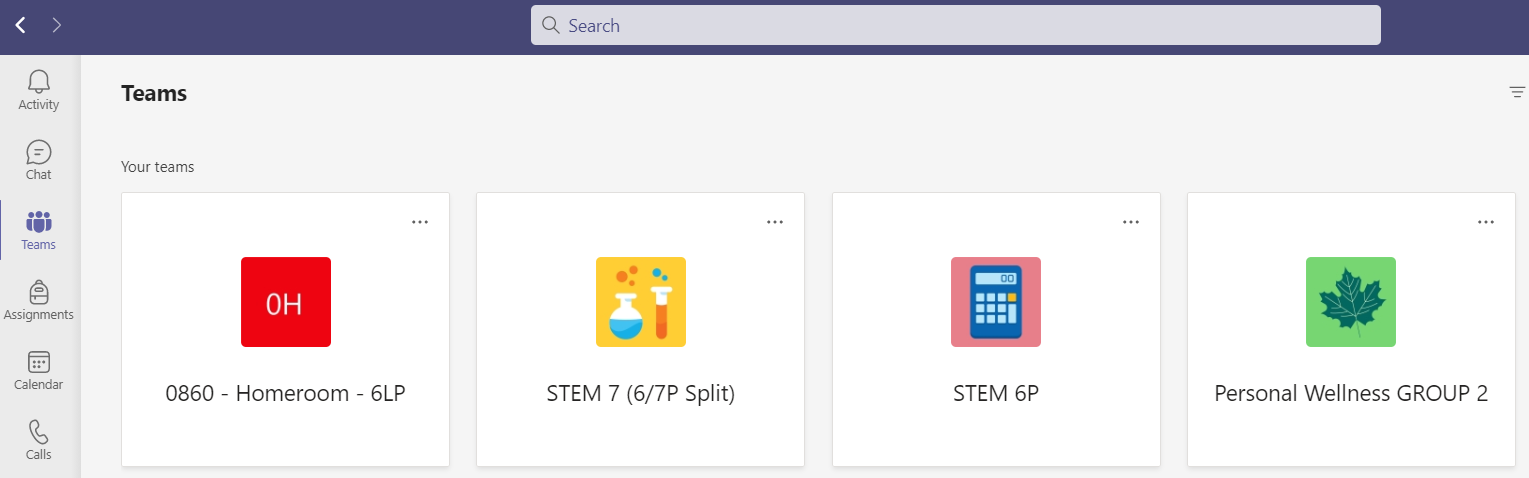 Search
Activity
Chat
Teams
Assignments
Calendar
Calls
Teams
Your teams
0H
0860 - Homeroom - 6LP
STEM 7 (6/7P Split)
00
STEM 6P
Personal Wellness GROUP 2